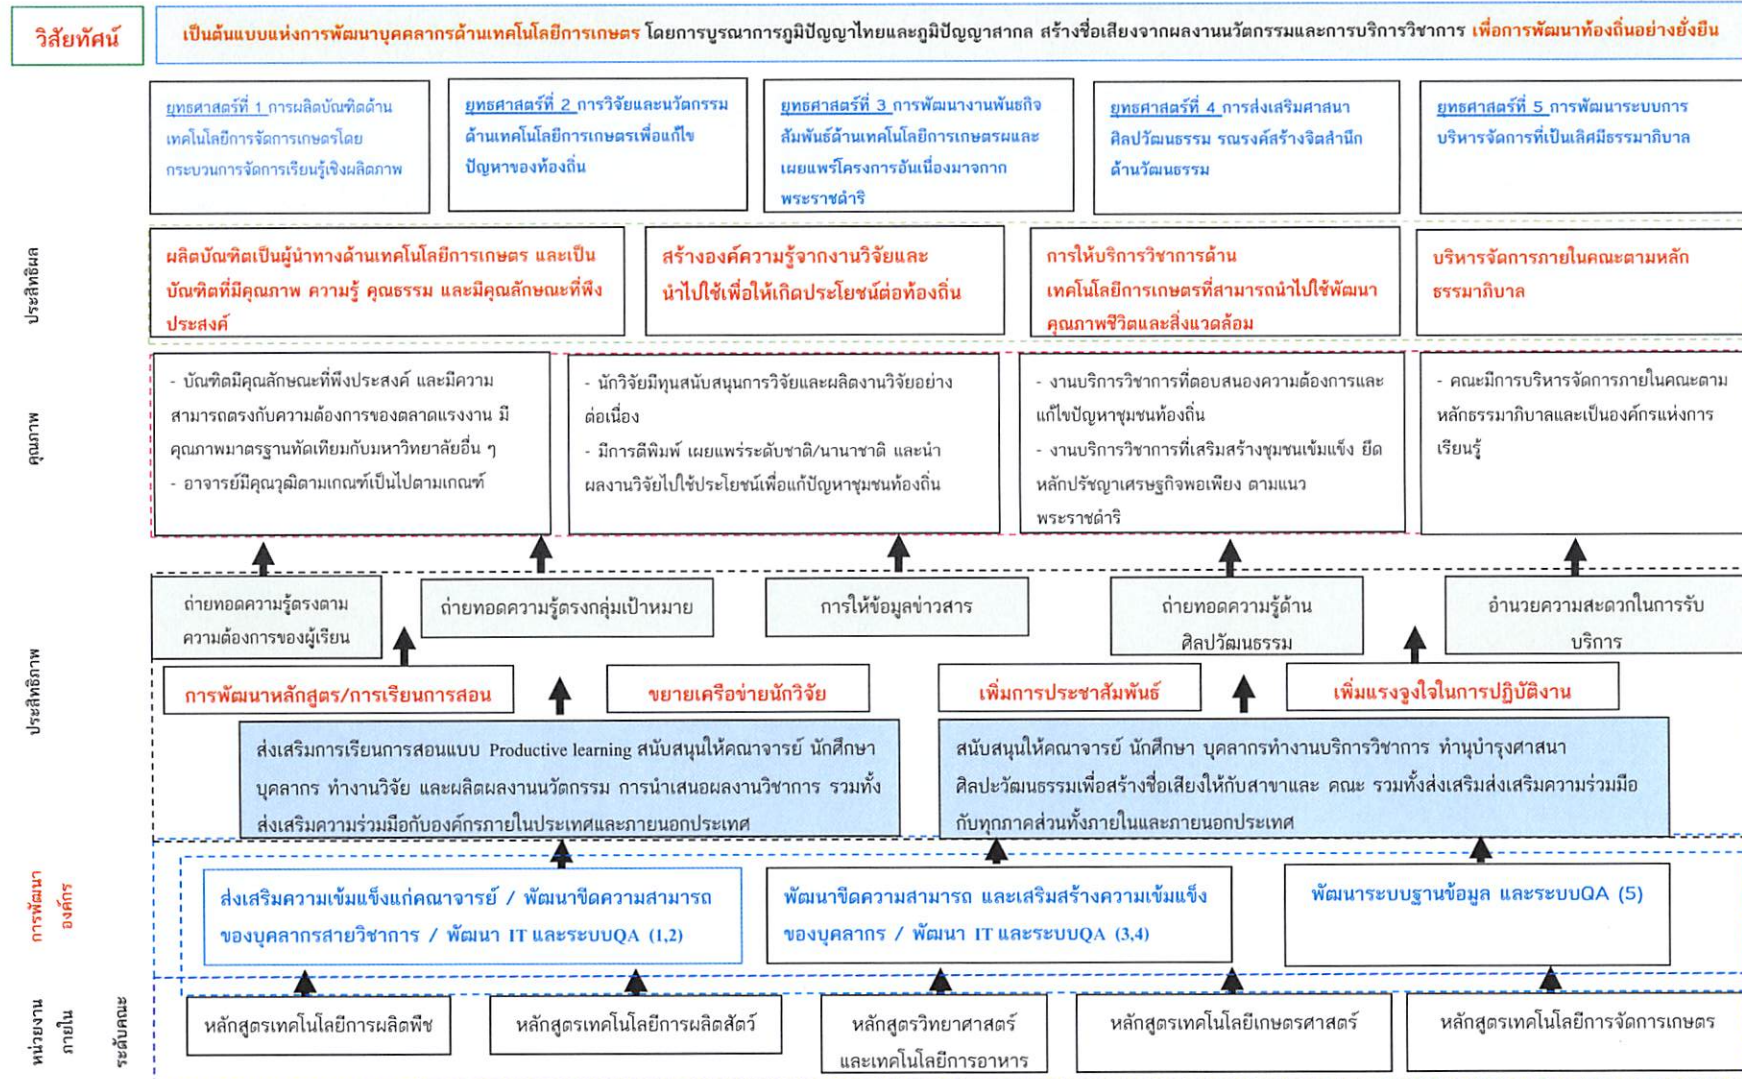 วิสัยทัศน์
เป็นต้นแบบแห่งการพัฒนาบุคคลากรด้านเทคโนโลยีการเกษตร โดยการบูรณาการภูมิปัญญาไทยและภูมิปัญญาสากล สร้างชื่อเสียงจากผลงานนวัตกรรมและการบริการวิชาการ เพื่อการพัฒนาท้องถิ่นอย่างยั่งยืน
ยุทธศาสตร์ที่ 1 การผลิตบัณฑิตด้าน
เทคโนโลยีการจัดการเกษตรโดย
กระบวนการจัดการเรียนรู้เชิงผลิตภาพ
ยุทธศาสตร์ที่ 2 การวิจัยและนวัตกรรม
ด้านเทคโนโลยีการเกษตรเพื่อแก้ไข
ปัญหาของท้องถิ่น
ยุทธศาสตร์ที่ 3 การพัฒนางานพันธกิจ
สัมพันธ์ด้านเทคโนโลยีการเกษตรผและ
เผยแพร่โครงการอันเนื่องมาจกาก
พระราชดำริ
ยุทธศาสตร์ที่ 4 การส่งเสริมศาสนา
ศิลปวัฒนธรรม รณรงค์สร้างจิตสำนึก
ด้านวัฒนธรรม
ยุทธศาสตร์ที่ 5 การพัฒนาระบบการ
บริหารจัดการที่เป็นเลิศมีธรรมาภิบาล
ประสิทธิผล
ผลิตบัณฑิตเป็นผู้นำทางด้านเทคโนโลยีการเกษตร และเป็น
บัณฑิตที่มีคุณภาพ ความรู้ คุณธรรม และมีคุณลักษณะที่พึง
ประสงค์
สร้างองค์ความรู้จากงานวิจัยและ
นำไปใช้เพื่อให้เกิดประโยชน์ต่อท้องถิ่น
การให้บริการวิชาการด้าน
เทคโนโลยีการเกษตรที่สามารถนำไปใช้พัฒนา
คุณภาพชีวิตและสิ่งแวดล้อม
บริหารจัดการภายในคณะตามหลัก
ธรรมาภิบาล
คุณภาพ
- บัณฑิตมีคุณลักษณะที่พึงประสงค์ และมีความ
สามารถตรงกับความต้องการของตลาดแรงงาน มี
คุณภาพมาตรฐานทัดเทียมกับมหาวิทยาลัยอื่น ๆ
- อาจารย์มีคุณวุฒิตามเกณฑ์เป็นไปตามเกณฑ์
- นักวิจัยมีทุนสนับสนุนการวิจัยและผลิตงานวิจัยอย่าง
ต่อเนื่อง
- มีการตีพิมพ์ เผยแพร่ระดับชาติ/นานาชาติ และนำ
ผลงานวิจัยไปใช้ประโยชน์เพื่อแก้ปัญหาชุมชนท้องถิ่น
- งานบริการวิชาการที่ตอบสนองความต้องการและ
แก้ไขปัญหาชุมชนท้องถิ่น
- งานบริการวิชาการที่เสริมสร้างชุมชนเข้มแข็ง ยึด
หลักปรัชญาเศรษฐกิจพอเพียง ตามแนว
พระราชดำริ
- คณะมีการบริหารจัดการภายในคณะตาม
หลักธรรมาภิบาลและเป็นองค์กรแห่งการ
เรียนรู้
ประสิทธิภาพ
ถ่ายทอดความรู้ตรงตาม
ความต้องการของผู้เรียน
ถ่ายทอดความรู้ตรงกลุ่มเป้าหมาย
การให้ข้อมูลข่าวสาร
ถ่ายทอดความรู้ด้าน
ศิลปวัฒนธรรม
อำนวยความสะดวกในการรับ
บริการ
การพัฒนาหลักสูตร/การเรียนการสอน
ขยายเครือข่ายนักวิจัย
เพิ่มการประชาสัมพันธ์
เพิ่มแรงจูงใจในการปฏิบัติงาน
ส่งเสริมการเรียนการสอนแบบ Productive learning สนับสนุนให้คณาจารย์ นักศึกษา
บุคลากร ทำงานวิจัย และผลิตผลงานนวัตกรรม การนำเสนอผลงานวิชาการ รวมทั้ง
ส่งเสริมความร่วมมือกับองค์กรภายในประเทศและภายนอกประเทศ
สนับสนุนให้คณาจารย์ นักศึกษา บุคลากรทำงานบริการวิชาการ ทำนุบำรุงศาสนา
ศิลปะวัฒนธรรมเพื่อสร้างชื่อเสียงให้กับสาขาและ คณะ รวมทั้งส่งเสริมส่งเสริมความร่วมมือ
กับทุกภาคส่วนทั้งภายในและภายนอกประเทศ
การพัฒนา
องค์กร
ส่งเสริมความเข้มแข็งแก่คณาจารย์ / พัฒนาขีดความสามารถ
ของบุคลากรสายวิชาการ / พัฒนา IT และระบบQA (1,2)
พัฒนาขีดความสามารถ และเสริมสร้างความเข้มแข็ง
ของบุคลากร / พัฒนา IT และระบบQA (3,4)
พัฒนาระบบฐานข้อมูล และระบบQA (5)
หน่วยงาน
ภายใน
ระดับคณะ
หลักสูตรเทคโนโลยีการผลิตพืช
หลักสูตรเทคโนโลยีการผลิตสัตว์
หลักสูตรวิทยาศาสตร์
และเทคโนโลยีการอาหาร
หลักสูตรเทคโนโลยีเกษตรศาสตร์
หลักสูตรเทคโนโลยีการจัดการเกษตร